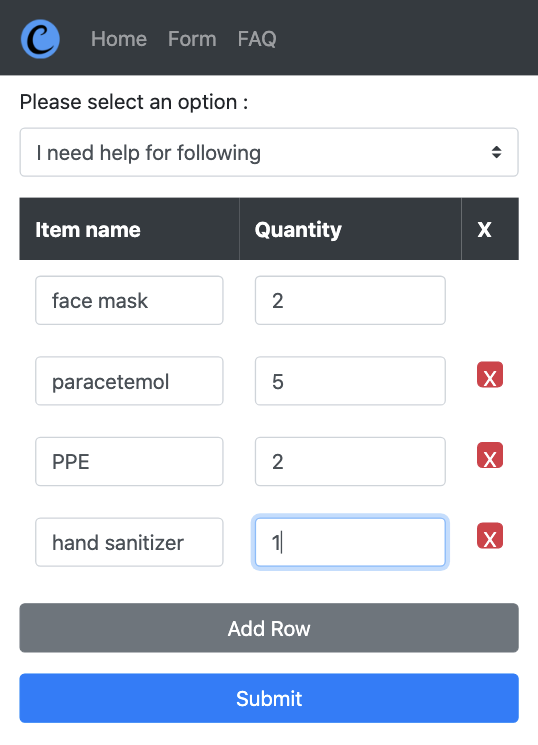 C Home Form FAQ
Please select an option :
I need help for following
Item name Quantity X
face mask 2
paracetemol 5 X
PPE 2 X
hand sanitizer 1 X
Add Row
Submit